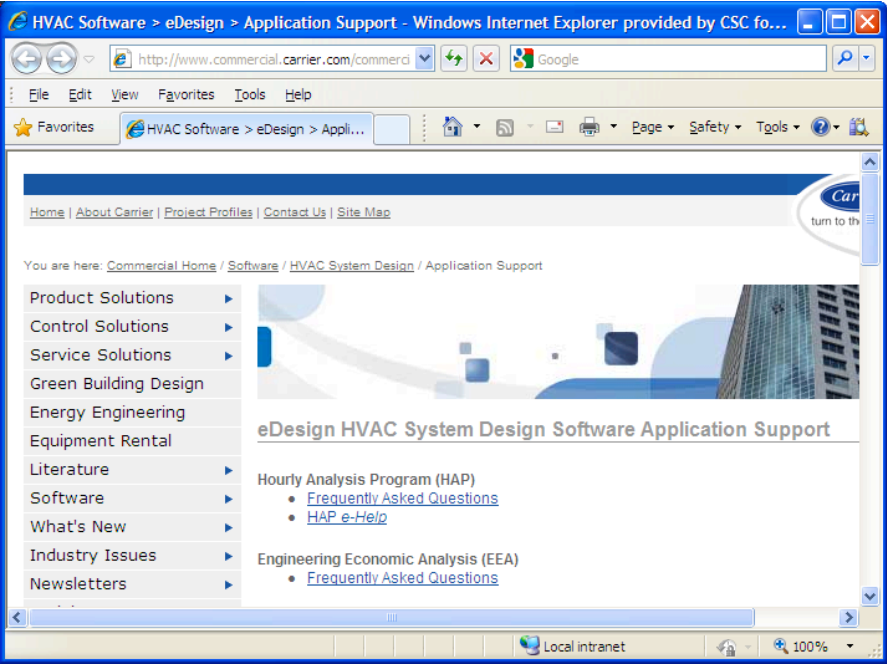 HVAC Software > eDesign > Application Support - Windows Internet Explorer provided by CSC fo...
http://www.commercial.carrier.com/commerci
Google
File Edit View Favorites Tools Help
Favorites
HVAC Software > eDesign > Appli...
Page Safety Tools
Home | About Carrier | Project Profiles | Contact Us | Site Map
Car
turn to th
You are here: Commercial Home / Software / HVAC System Design / Application Support
Product Solutions
Control Solutions
Service Solutions
Green Building Design
Energy Engineering
Equipment Rental
Literature
Software
What's New
Industry Issues
Newsletters
eDesign HVAC System Design Software Application Support
Hourly Analysis Program (HAP)
• Frequently Asked Questions
• HAP e-Help
Engineering Economic Analysis (EEA)
• Frequently Asked Questions
Local intranet
100%